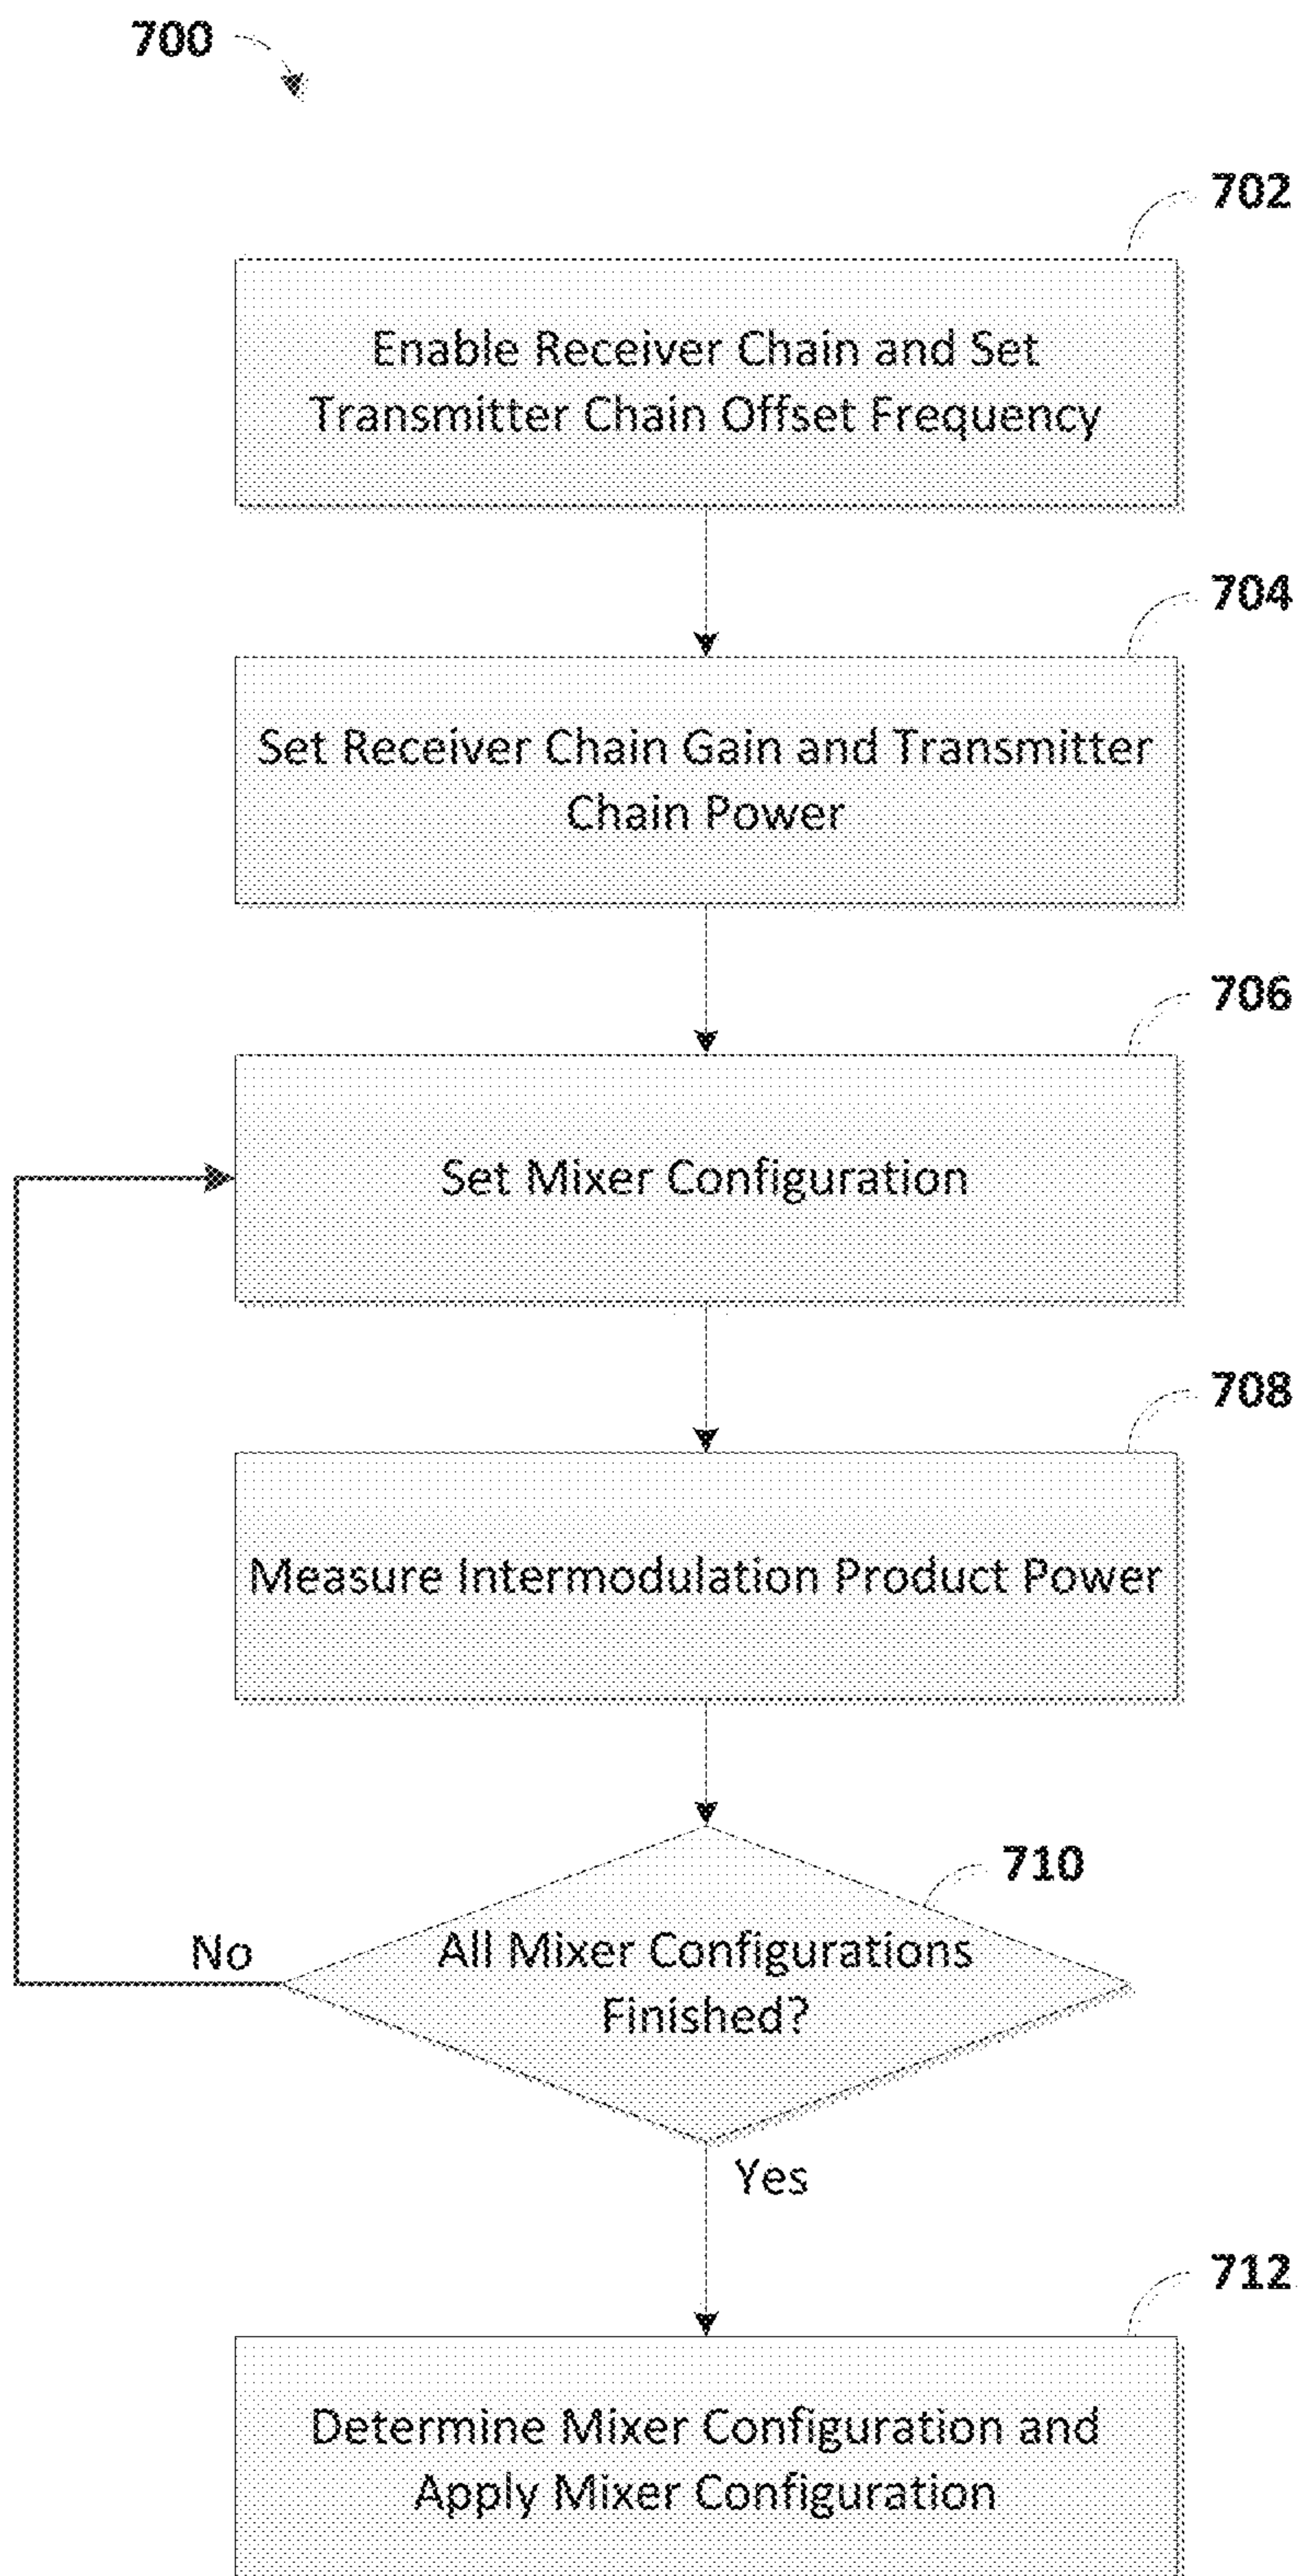 700
702
Enable Receiver Chain and Set
Transmitter Chain Offset Frequency
704
Set Receiver Chain Gain and Transmitter
Chain Power
706
Set Mixer Configuration
708
Measure Intermodulation Product Power
710
All Mixer Configurations
Finished?
No
Yes
712
Determine Mixer Configuration and
Apply Mixer Configuration